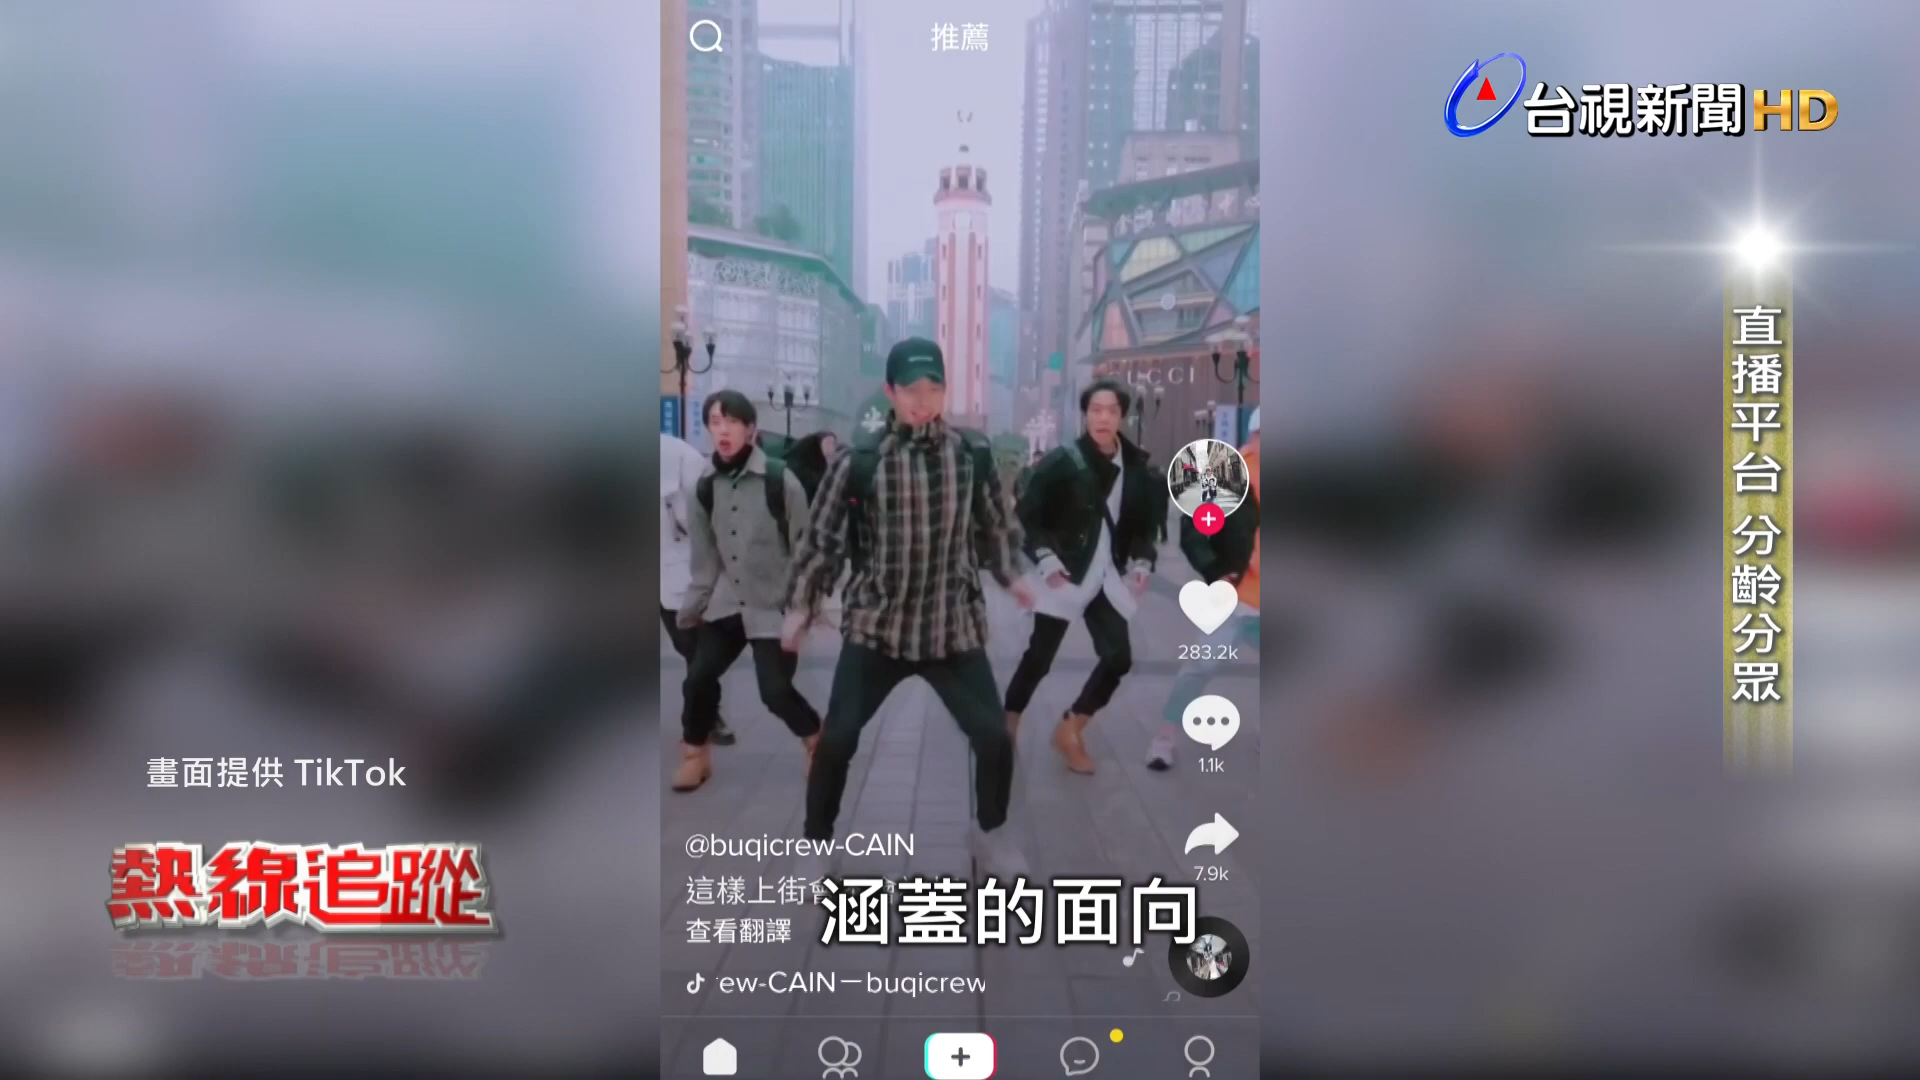 推薦
台視新聞HD
直播平台 分齡分眾
GUCCI
283.2k
1.1k
7.9k
畫面提供 TikTok
熱線追蹤
@buqicrew-CAIN
這樣上街會
查看翻譯
涵蓋的面向
ew-CAIN－buqicrew